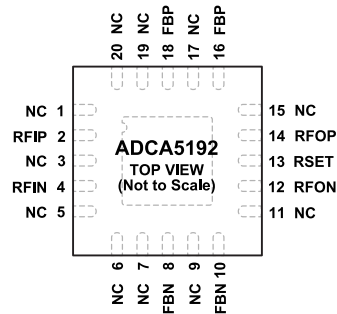 20 NC
19 NC
18 FBP
17 NC
16 FBP
NC 1
RFIP 2
NC 3
RFIN 4
NC 5
ADCA5192
TOP VIEW
(Not to Scale)
15 NC
14 RFOP
13 RSET
12 RFON
11 NC
NC 6
NC 7
FBN 8
NC 9
FBN 10